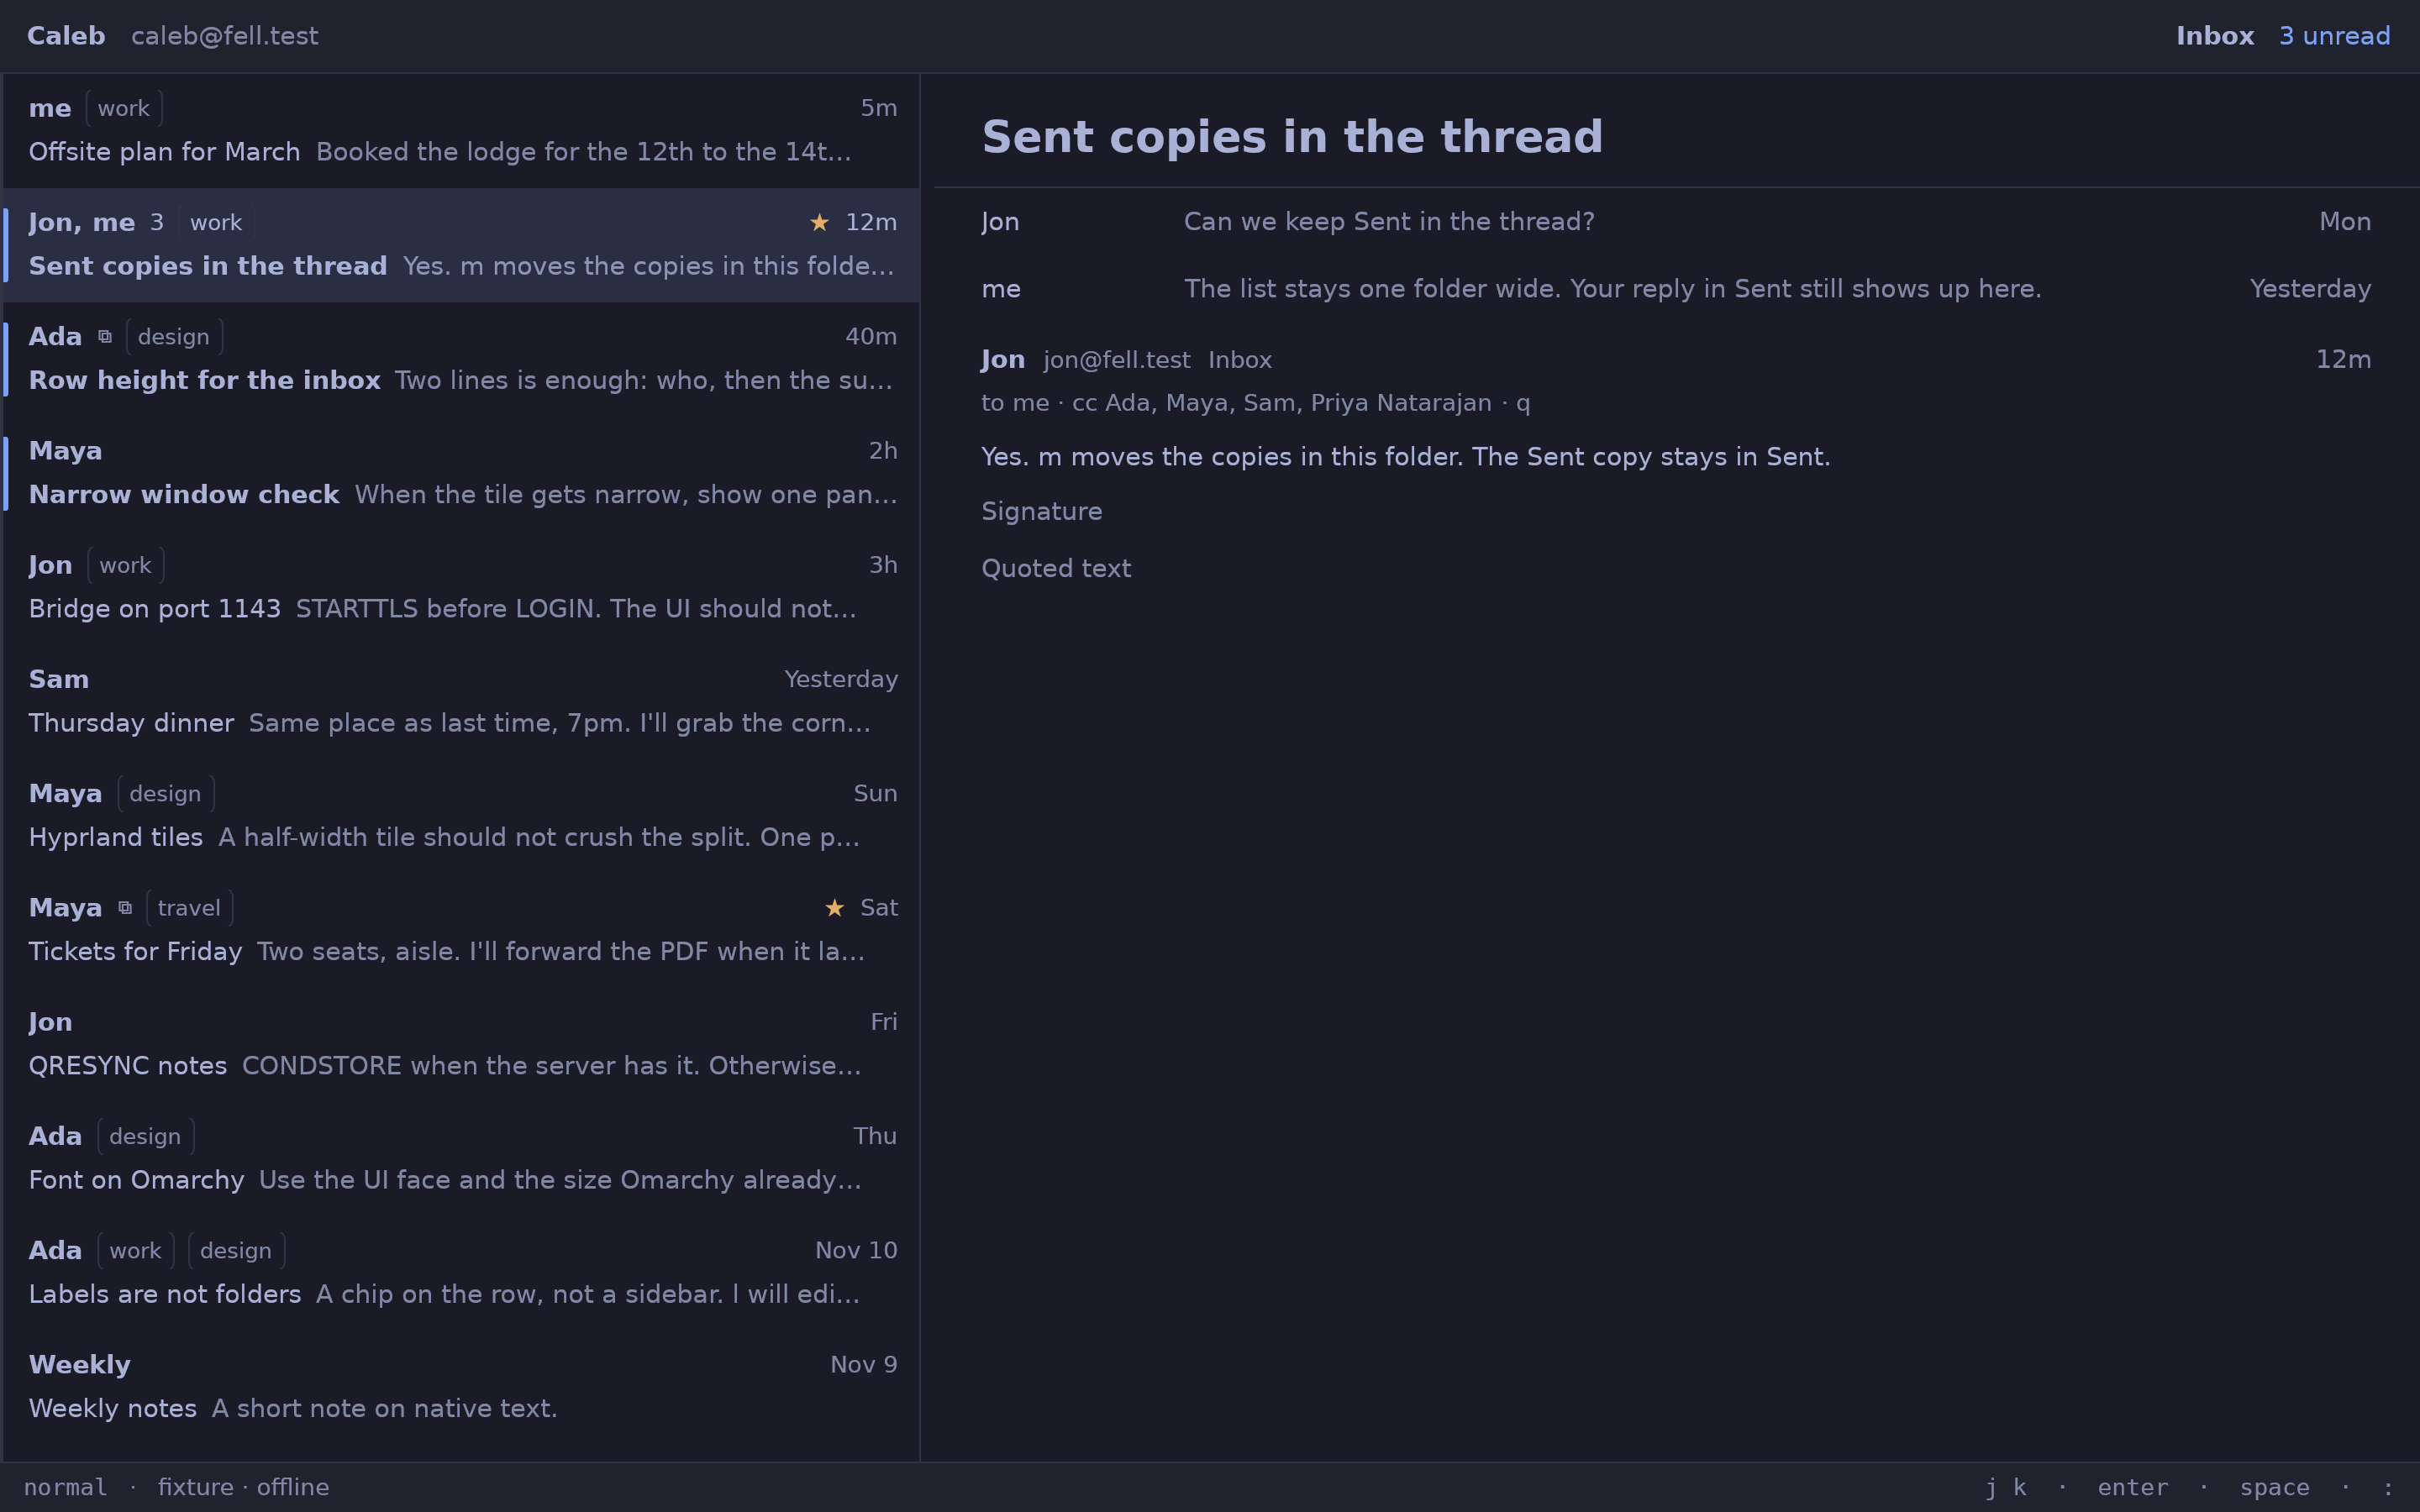 Caleb caleb@fell.test Inbox 3 unread
me work 5m
Offsite plan for March Booked the lodge for the 12th to the 14t…
Jon, me 3 work ★ 12m
Sent copies in the thread Yes. m moves the copies in this folde…
Ada design 40m
Row height for the inbox Two lines is enough: who, then the su…
Maya 2h
Narrow window check When the tile gets narrow, show one pan…
Jon work 3h
Bridge on port 1143 STARTTLS before LOGIN. The UI should not…
Sam Yesterday
Thursday dinner Same place as last time, 7pm. I'll grab the corn…
Maya design Sun
Hyprland tiles A half-width tile should not crush the split. One p…
Maya travel ★ Sat
Tickets for Friday Two seats, aisle. I'll forward the PDF when it la…
Jon Fri
QRESYNC notes CONDSTORE when the server has it. Otherwise…
Ada design Thu
Font on Omarchy Use the UI face and the size Omarchy already…
Ada work design Nov 10
Labels are not folders A chip on the row, not a sidebar. l will edi…
Weekly Nov 9
Weekly notes A short note on native text.
Sent copies in the thread
Jon Can we keep Sent in the thread? Mon
me The list stays one folder wide. Your reply in Sent still shows up here. Yesterday
Jon jon@fell.test Inbox 12m
to me · cc Ada, Maya, Sam, Priya Natarajan · q
Yes. m moves the copies in this folder. The Sent copy stays in Sent.
Signature
Quoted text
normal · fixture · offline j k · enter · space · :